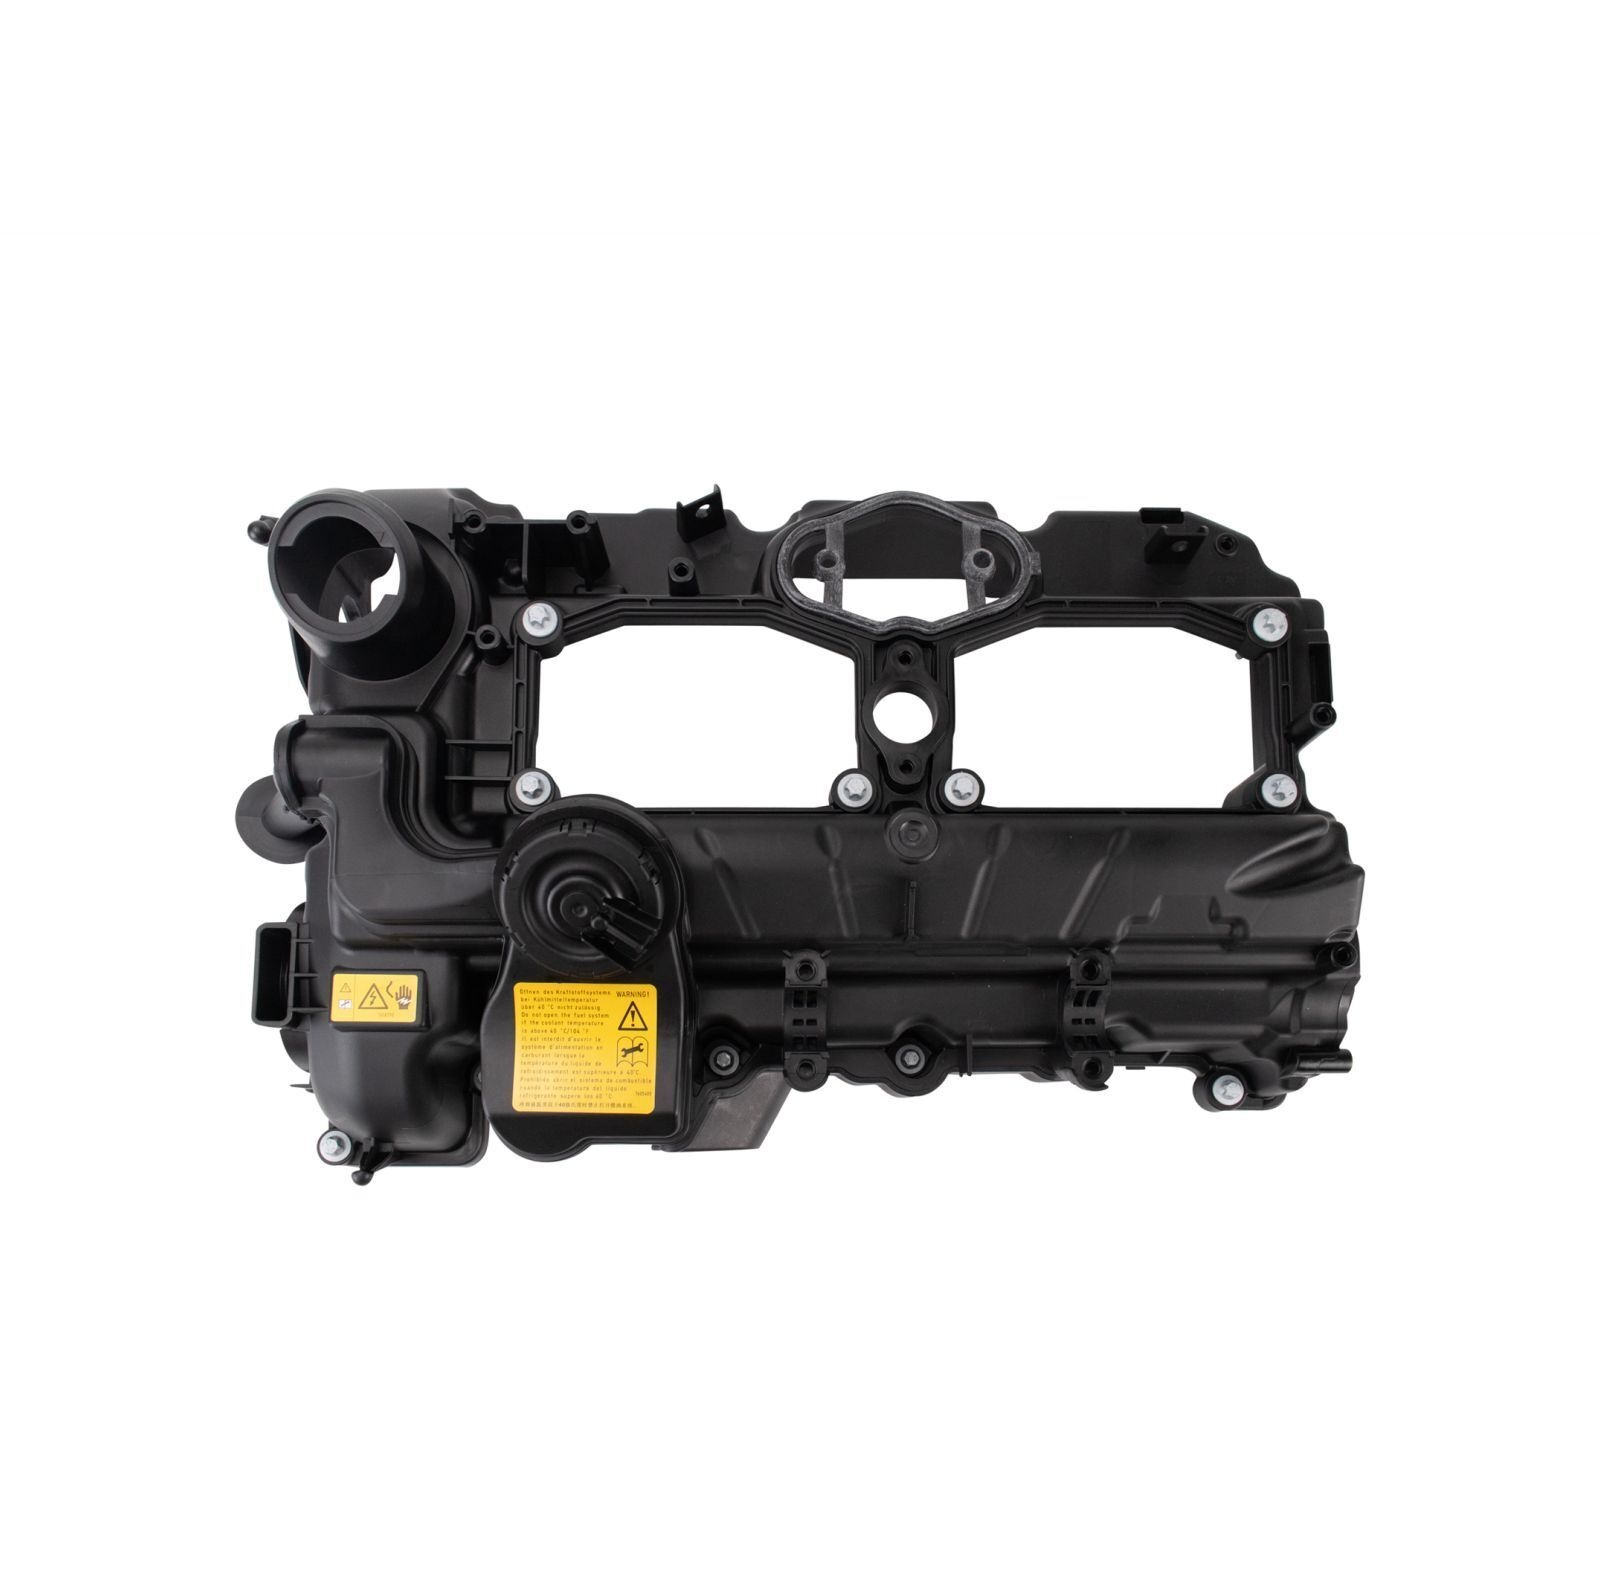 Öffnen des Kraftstoffsystems
bei Kühlmitteltemperatur
über 40 °C nicht zulässig.
Do not open the fuel system
if the coolant temperature
is above 40 °C/104 °F
Il est interdit d'ouvrir le
système d'alimentation en
carburant lorsque la
température du liquide de
refroidissement est supérieure à 40°C.
Prohibido abrir el sistema de combustible
cuando la temperatura del líquido
refrigerante supere los 40 °C
WARNING!
7605400